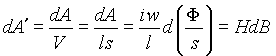 dA′ = dA/V = dA/ls = iw/l d(Φ/s) = HdB